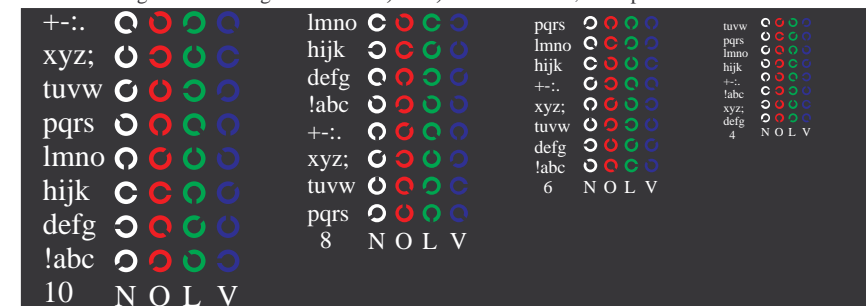 +-:.
xyz;
tuvw
pqrs
lmno
hijk
defg
!abc
10 N O L V
lmno
hijk
defg
!abc
+-:.
xyz;
tuvw
pqrs
8 N O L V
pqrs
lmno
hijk
+-:.
xyz;
tuvw
defg
!abc
6 N O L V
tuvw
pqrs
lmno
hijk
+-:.
!abc
xyz;
defg
4 N O L V